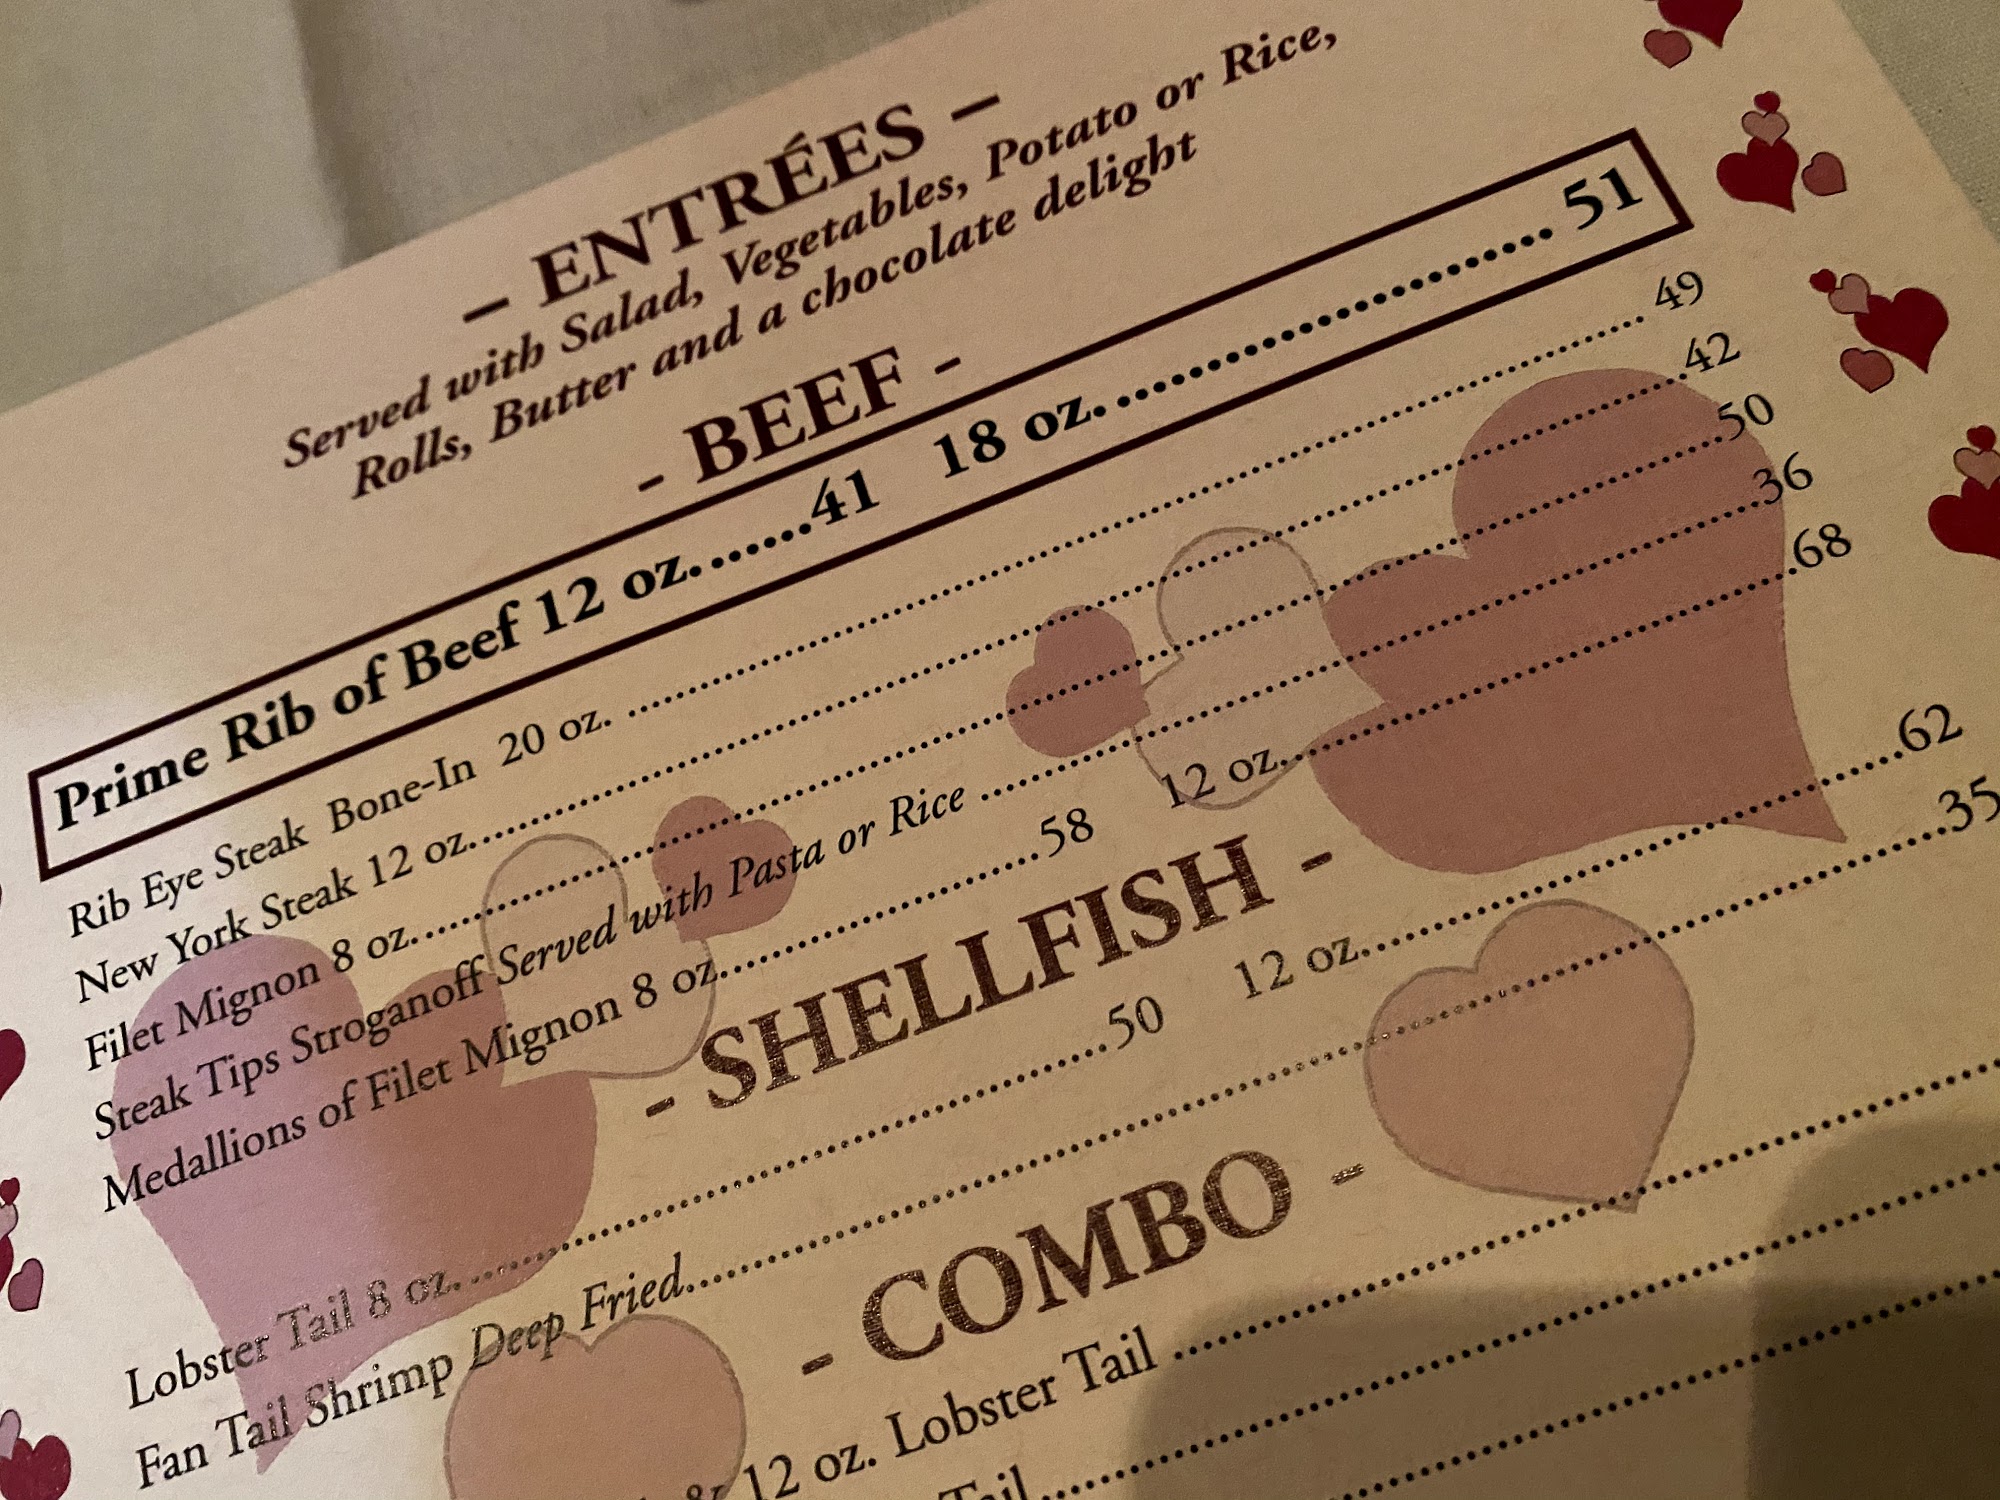 – ENTRÉES –
Served with Salad, Vegetables, Potato or Rice,
Rolls, Butter and a chocolate delight
- BEEF -
Prime Rib of Beef 12 oz.........41 18 oz................................ 51
Rib Eye Steak Bone-In 20 oz. ................................ 49
New York Steak 12 oz................................. 42
Filet Mignon 8 oz................................. 50
Steak Tips Stroganoff Served with Pasta or Rice ................................ 36
Medallions of Filet Mignon 8 oz........................58 12 oz................................68
- SHELLFISH -
Lobster Tail 8 oz................................50 12 oz................................62
Fan Tail Shrimp Deep Fried................................35
- COMBO -
& 12 oz. Lobster Tail ................................
Tail................................